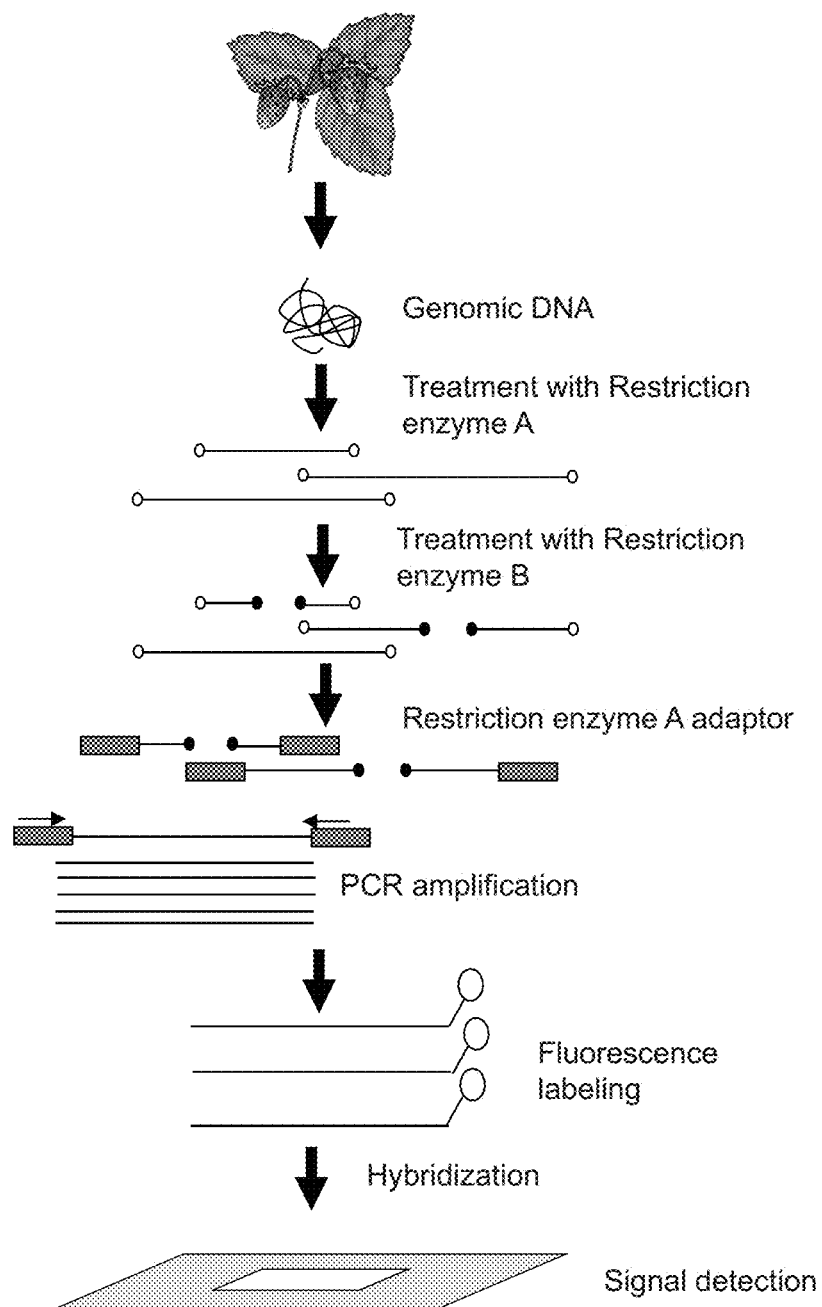 Genomic DNA
Treatment with Restriction
enzyme A
Treatment with Restriction
enzyme B
Restriction enzyme A adaptor
PCR amplification
Fluorescence
labeling
Hybridization
Signal detection